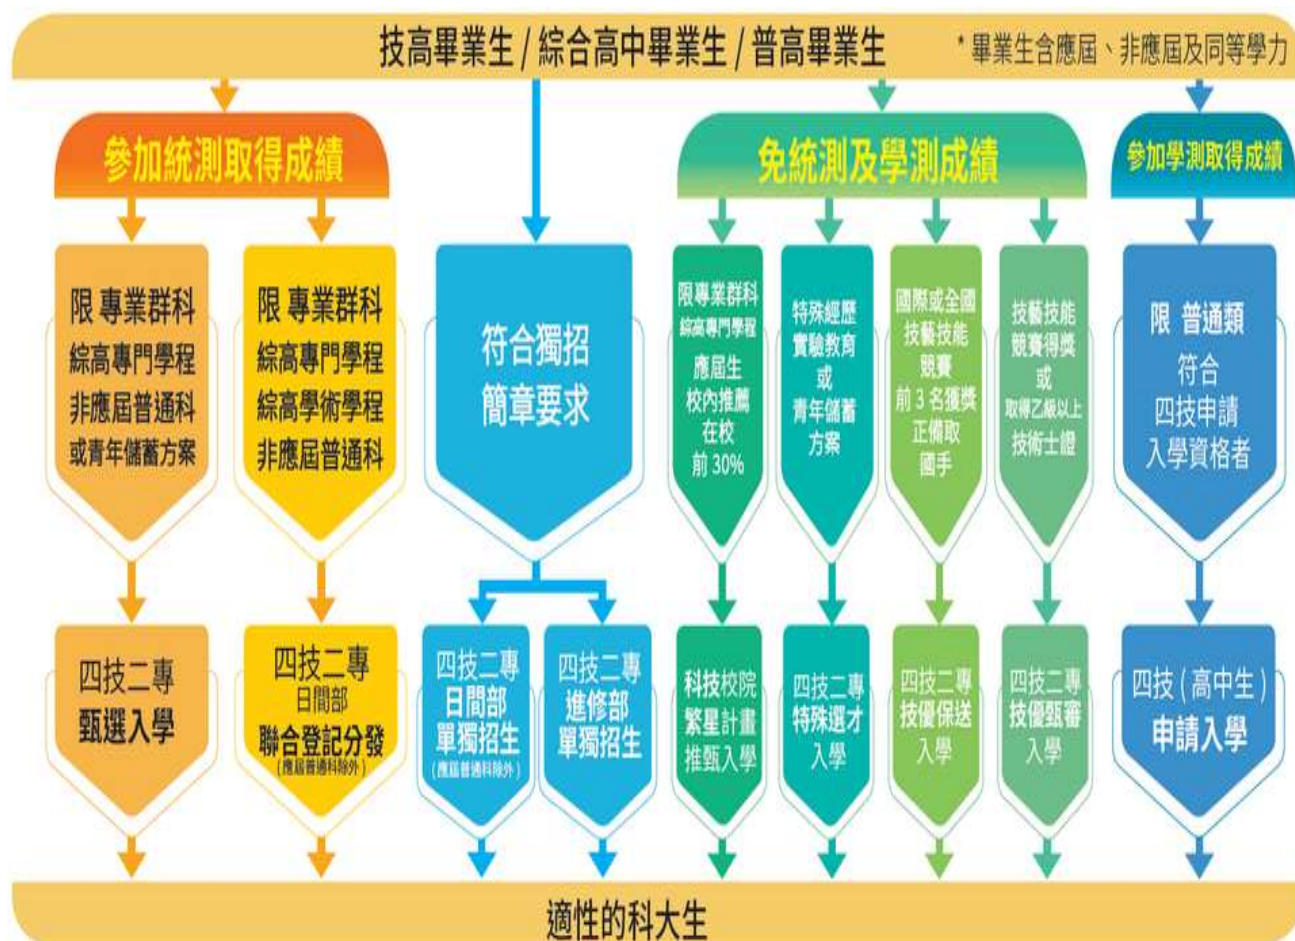 技高畢業生 / 綜合高中畢業生 / 普高畢業生
* 畢業生含應屆、非應屆及同等學力
參加統測取得成績
免統測及學測成績
參加學測取得成績
限 專業群科
綜高專門學程
非應屆普通科
或青年儲蓄方案
限 專業群科
綜高專門學程
綜高學術學程
非應屆普通科
符合獨招
簡章要求
限專業群科
綜高專門學程
應屆生
校內推薦
在校
前 30%
特殊經歷
實驗教育
或
青年儲蓄
方案
國際或全國
技藝技能
競賽
前 3 名獲獎
正備取
國手
技藝技能
競賽得獎
或
取得乙級以上
技術士證
限 普通類
符合
四技申請
入學資格者
四技二專
甄選入學
四技二專
日間部
聯合登記分發
(應屆普通科除外)
四技二專
日間部
單獨招生
(應屆普通科除外)
四技二專
進修部
單獨招生
科技校院
繁星計畫
推甄入學
四技二專
特殊選才
入學
四技二專
技優保送
入學
四技二專
技優甄審
入學
四技 ( 高中生 )
申請入學
適性的科大生